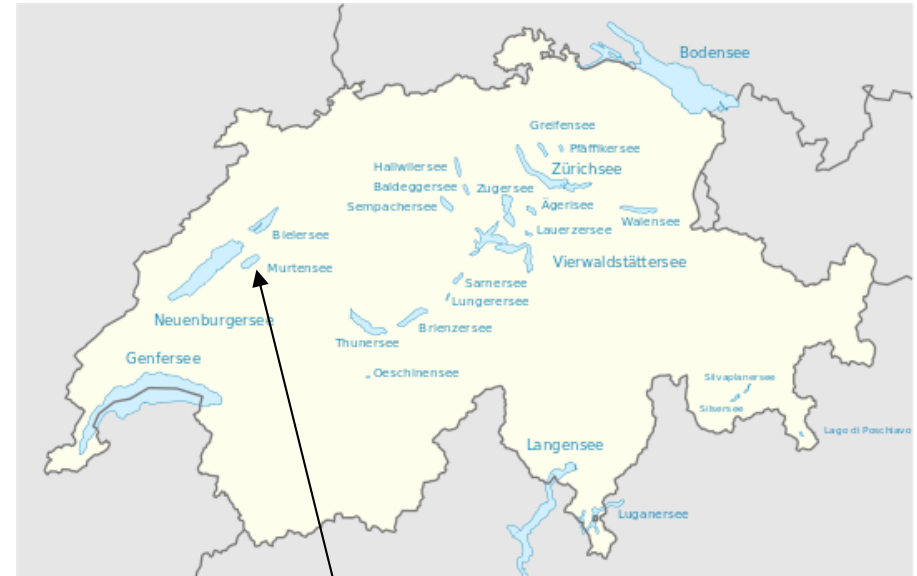 Bodensee
Greifensee
Pfäffikersee
Zürichsee
Hallwilersee
Baldeggersee
Zugersee
Sempachersee
Ägerisee
Walensee
Lauerzersee
Bielersee
Vierwaldstättersee
Murtensee
Sarnersee
Lungerersee
Neuenburgersee
Brienzersee
Thunersee
Genfersee
Oeschinensee
Silvaplanersee
Silsersee
Lago di Poschiavo
Langensee
Luganersee